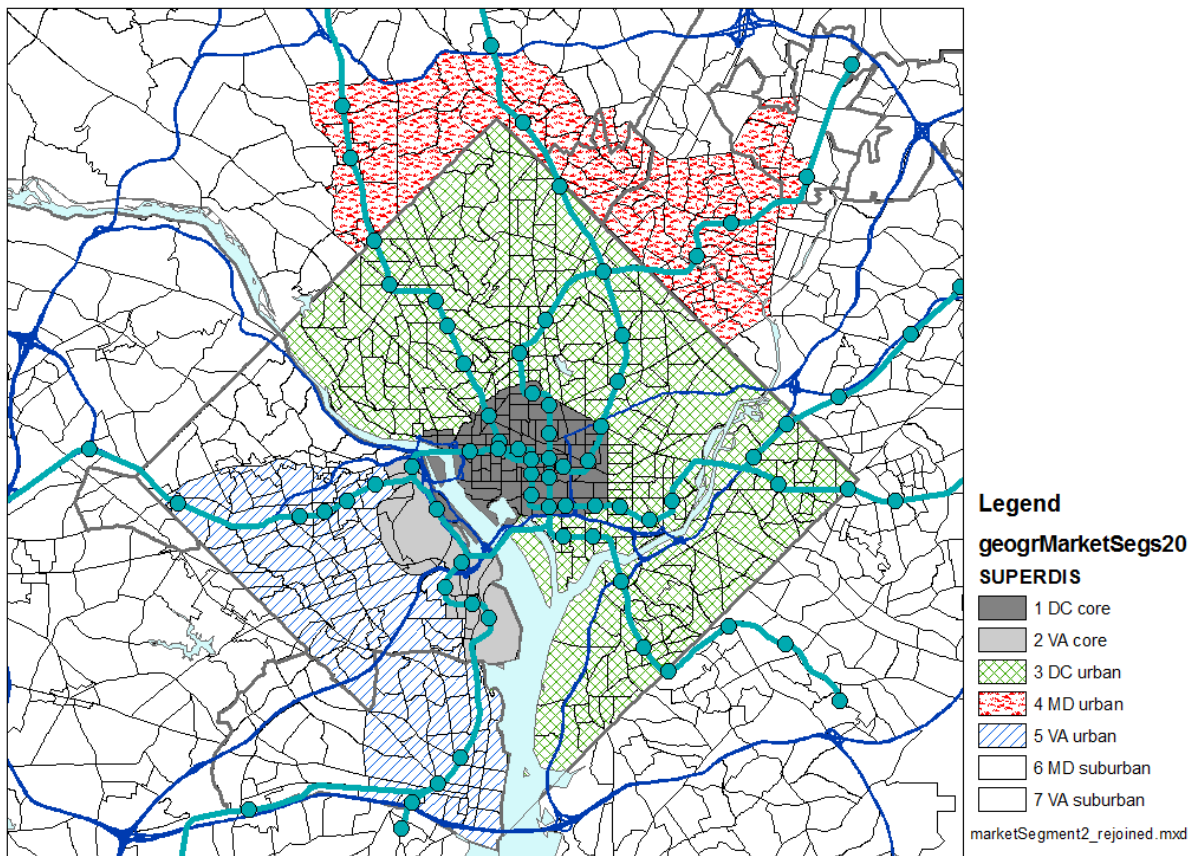 Legend
geogrMarketSegs20
SUPERDIS
1 DC core
2 VA core
3 DC urban
4 MD urban
5 VA urban
6 MD suburban
7 VA suburban
marketSegment2_rejoined.mxd